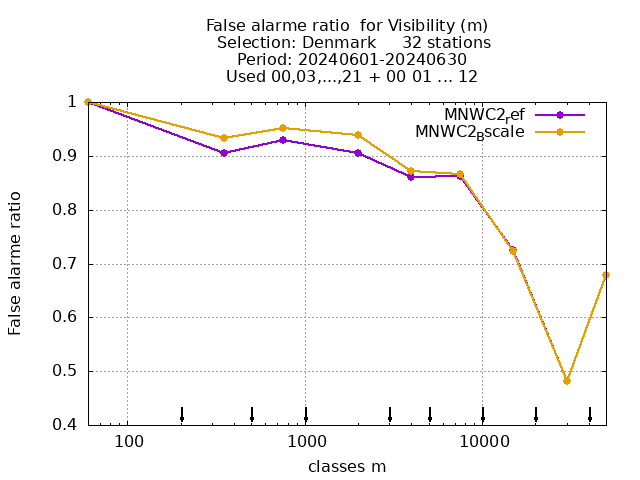 False alarme ratio  for Visibility (m)
Selection: Denmark     32 stations
Period: 20240601-20240630
Used 00,03,...,21 + 00 01 ... 12
MNWC2ref
MNWC2Bscale
1
0.9
0.8
0.7
0.6
0.5
0.4
False alarme ratio
100
1000
10000
classes m